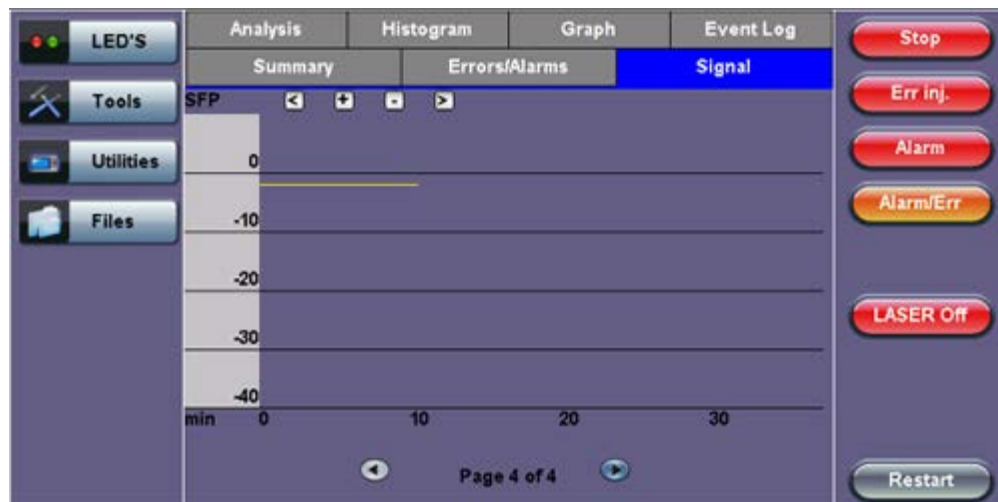 LED'S
Tools
Utilities
Files
Analysis Histogram Graph Event Log
Summary Errors/Alarms Signal
SFP < + - >
0
-10
-20
-30
-40
min 0 10 20 30
Page 4 of 4
Stop
Err inj.
Alarm
Alarm/Err
LASER Off
Restart